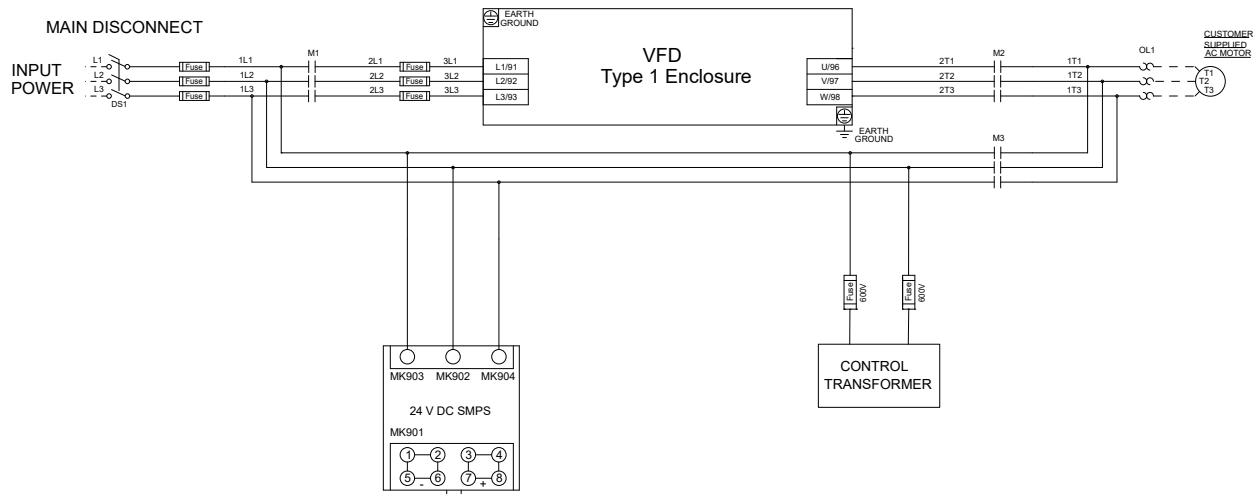 MAIN DISCONNECT
INPUT
POWER
L1
L2
L3
DS1
Fuse
Fuse
Fuse
1L1
1L2
1L3
M1
2L1
2L2
2L3
Fuse
Fuse
Fuse
3L1
3L2
3L3
EARTH
GROUND
L1/91
L2/92
L3/93
VFD
Type 1 Enclosure
U/96
V/97
W/98
EARTH
GROUND
2T1
2T2
2T3
M2
M3
1T1
1T2
1T3
OL1
CUSTOMER
SUPPLIED
AC MOTOR
T1
T2
T3
Fuse
600V
Fuse
600V
CONTROL
TRANSFORMER
MK903 MK902 MK904
24 V DC SMPS
MK901
1 2 3 4
5 - 6 7 + 8